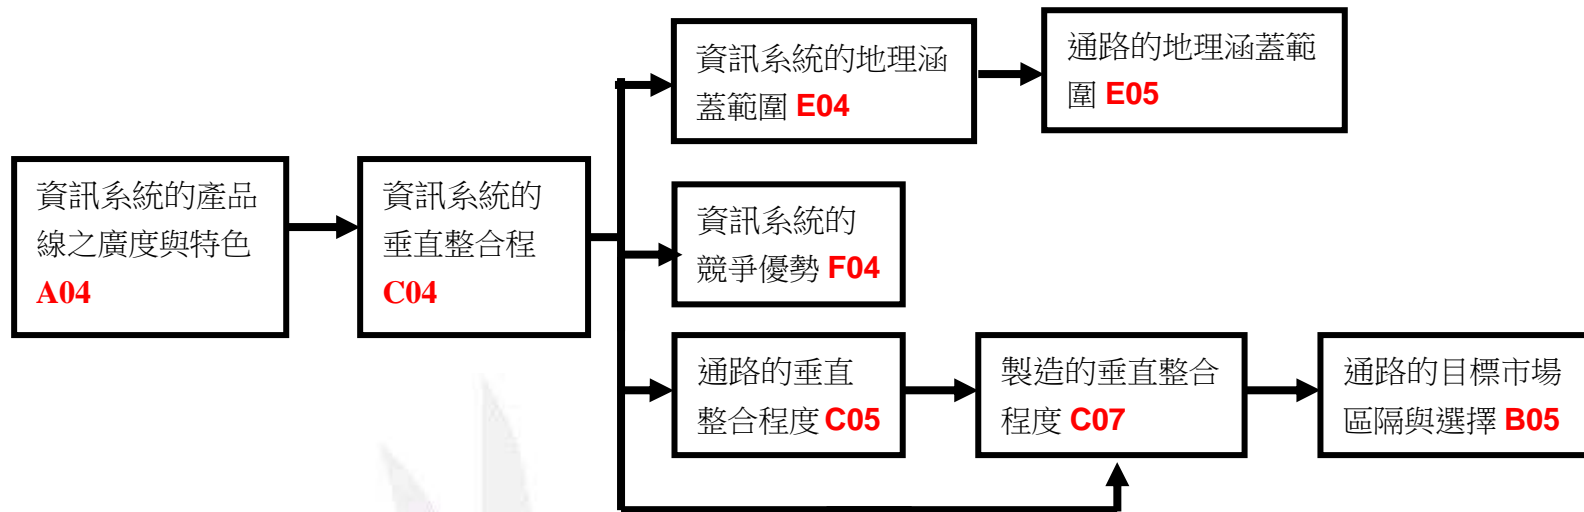 資訊系統的地理涵
蓋範圍 E04
通路的地理涵蓋範
圍 E05
資訊系統的產品
線之廣度與特色
A04
資訊系統的
垂直整合程
C04
資訊系統的
競爭優勢 F04
通路的垂直
整合程度 C05
製造的垂直整合
程度 C07
通路的目標市場
區隔與選擇 B05